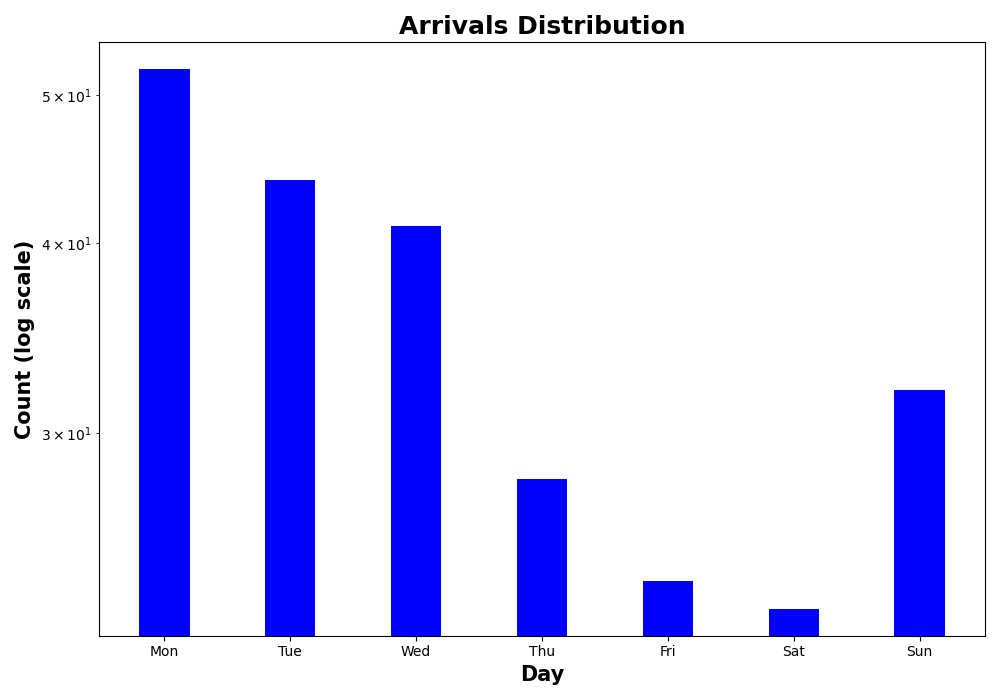 Arrivals Distribution
Count (log scale)
5 × 10¹
4 × 10¹
3 × 10¹
Mon Tue Wed Thu Fri Sat Sun
Day